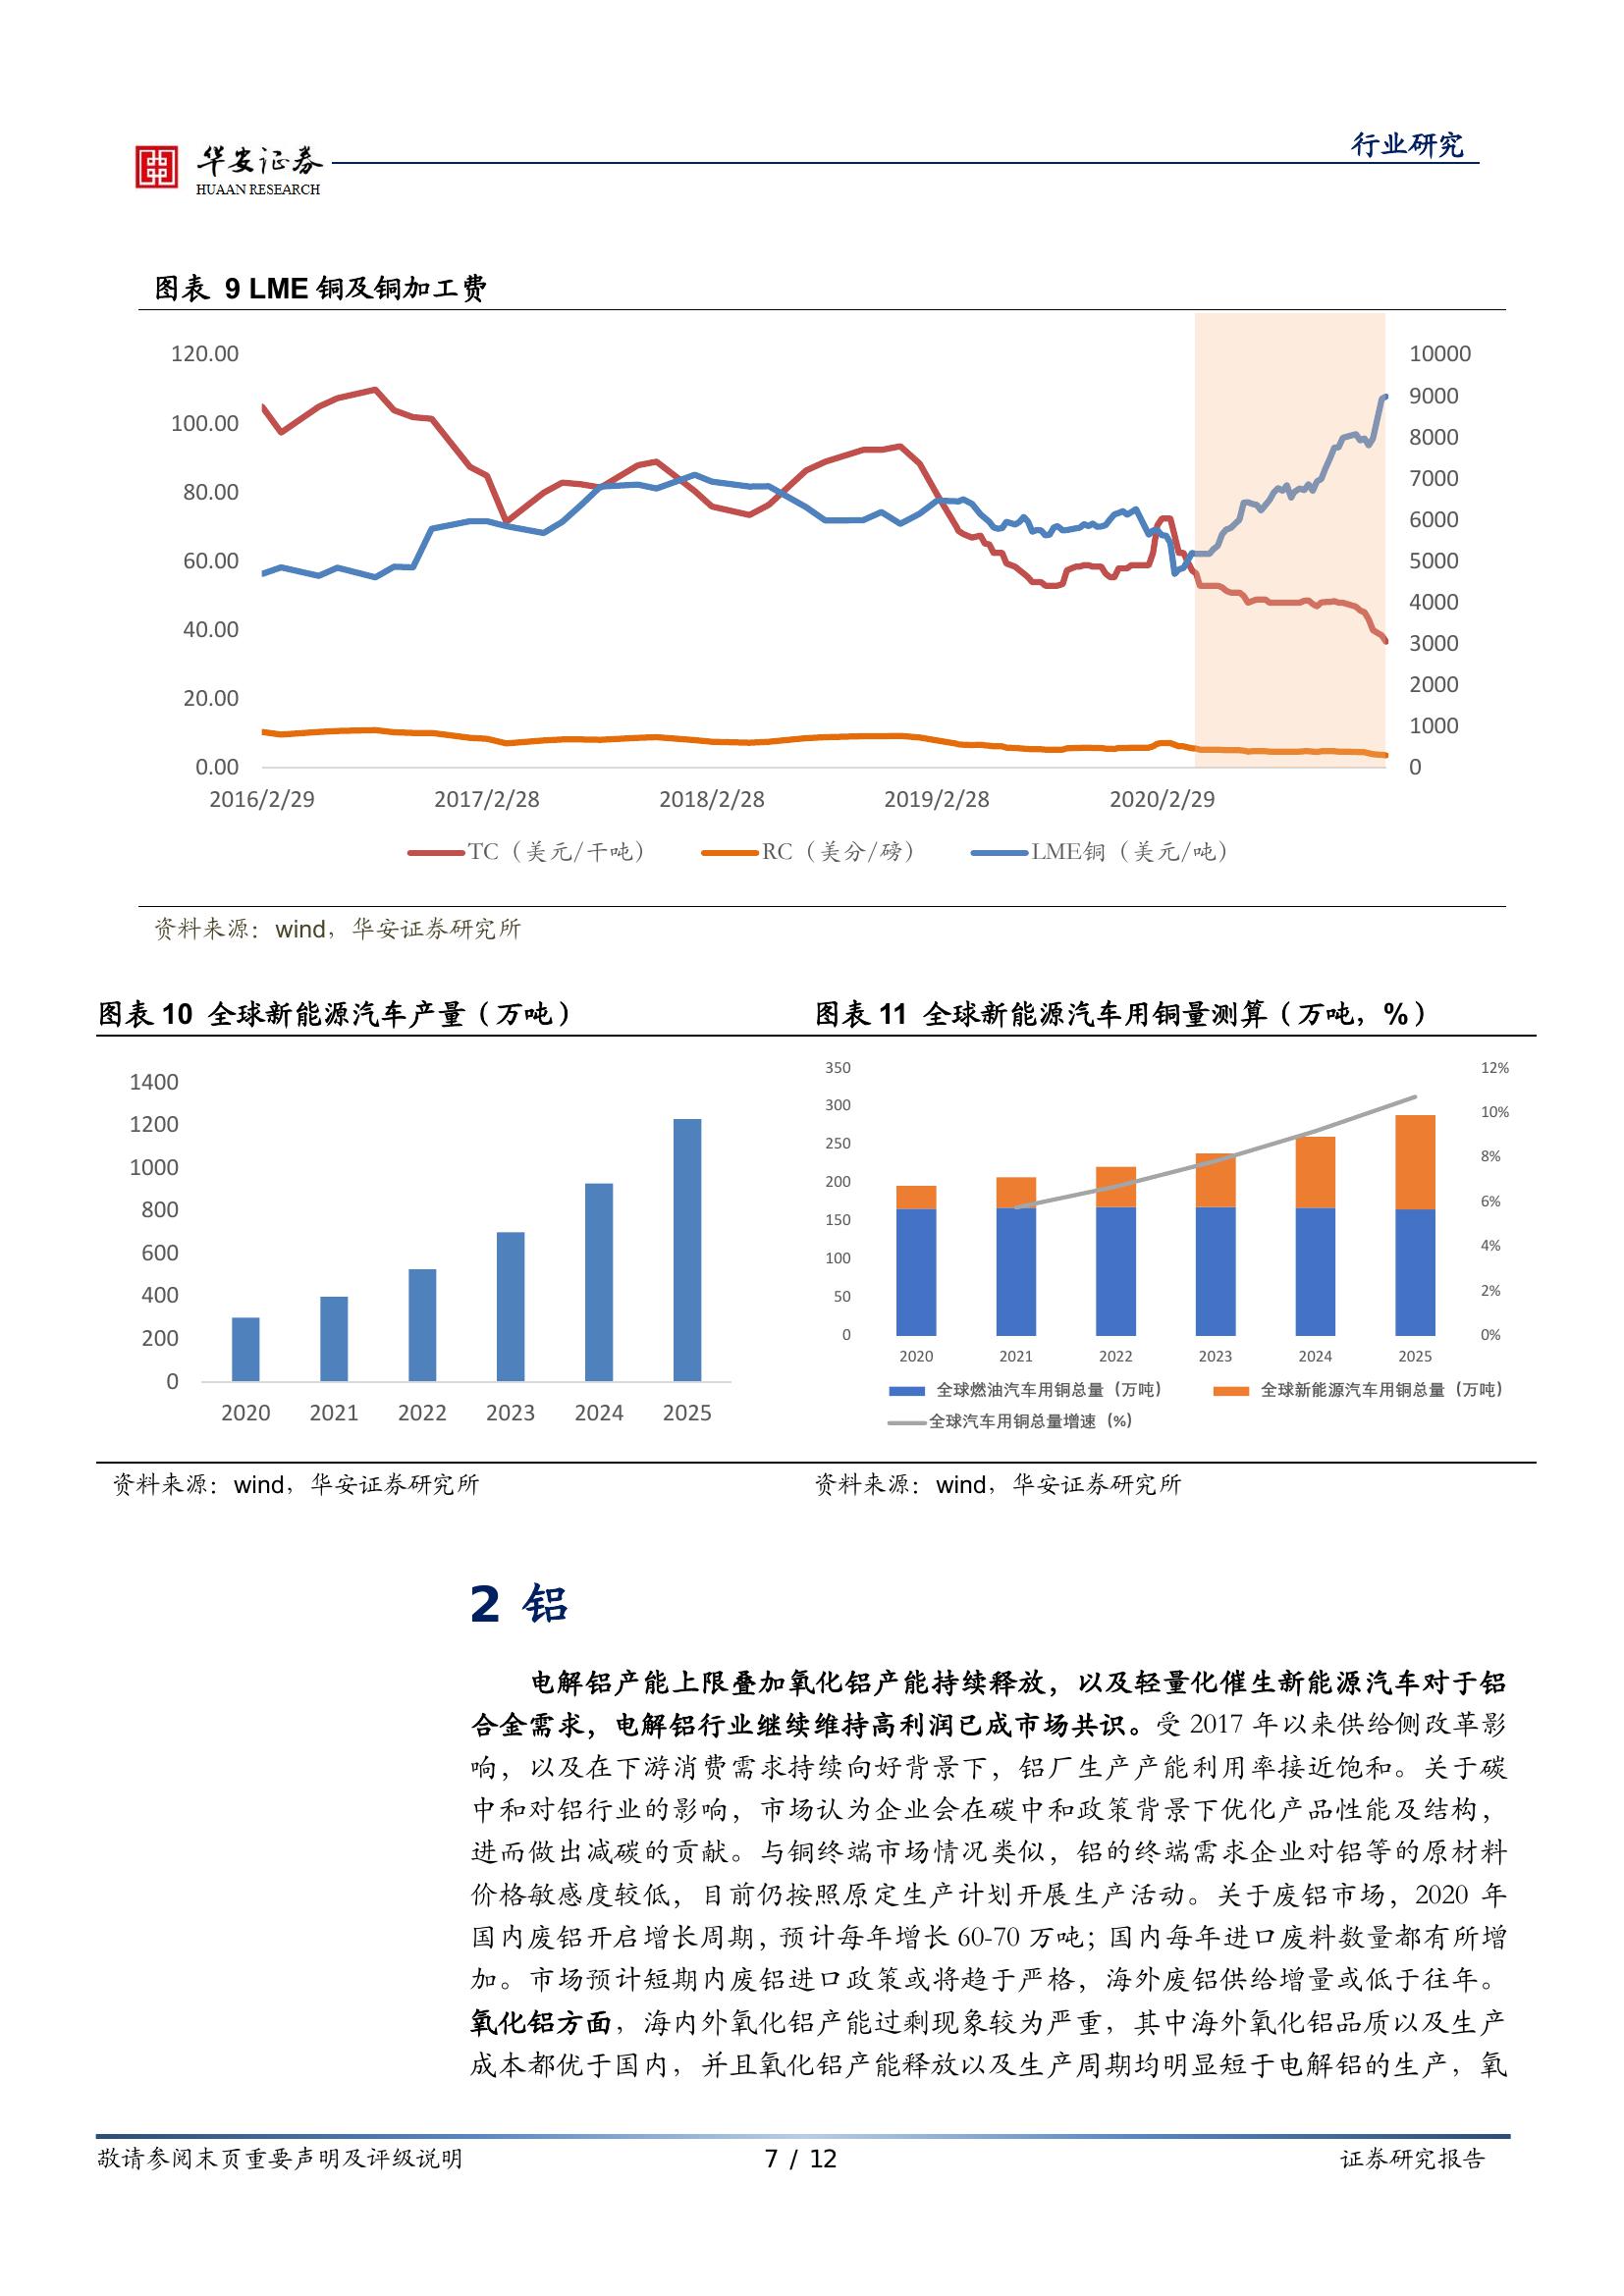 行业研究
华安证券
HUAAN RESEARCH
图表 9 LME 铜及铜加工费
120.00
100.00
80.00
60.00
40.00
20.00
0.00
10000
9000
8000
7000
6000
5000
4000
3000
2000
1000
0
2016/2/29
2017/2/28
2018/2/28
2019/2/28
2020/2/29
TC（美元/干吨）
RC（美分/磅）
LME铜（美元/吨）
资料来源：wind，华安证券研究所
图表 10 全球新能源汽车产量（万吨）
1400
1200
1000
800
600
400
200
0
2020
2021
2022
2023
2024
2025
资料来源：wind，华安证券研究所
图表 11 全球新能源汽车用铜量测算（万吨，%）
350
300
250
200
150
100
50
0
12%
10%
8%
6%
4%
2%
0%
2020
2021
2022
2023
2024
2025
全球燃油汽车用铜总量（万吨）
全球新能源汽车用铜总量（万吨）
全球汽车用铜总量增速（%）
资料来源：wind，华安证券研究所
2 铝
电解铝产能上限叠加氧化铝产能持续释放，以及轻量化催生新能源汽车对于铝
合金需求，电解铝行业继续维持高利润已成市场共识。受 2017 年以来供给侧改革影
响，以及在下游消费需求持续向好背景下，铝厂生产产能利用率接近饱和。关于碳
中和对铝行业的影响，市场认为企业会在碳中和政策背景下优化产品性能及结构，
进而做出减碳的贡献。与铜终端市场情况类似，铝的终端需求企业对铝等的原材料
价格敏感度较低，目前仍按照原定生产计划开展生产活动。关于废铝市场，2020 年
国内废铝开启增长周期，预计每年增长 60-70 万吨；国内每年进口废料数量都有所增
加。市场预计短期内废铝进口政策或将趋于严格，海外废铝供给增量或低于往年。
氧化铝方面，海内外氧化铝产能过剩现象较为严重，其中海外氧化铝品质以及生产
成本都优于国内，并且氧化铝产能释放以及生产周期均明显短于电解铝的生产，氧
敬请参阅末页重要声明及评级说明
7 / 12
证券研究报告